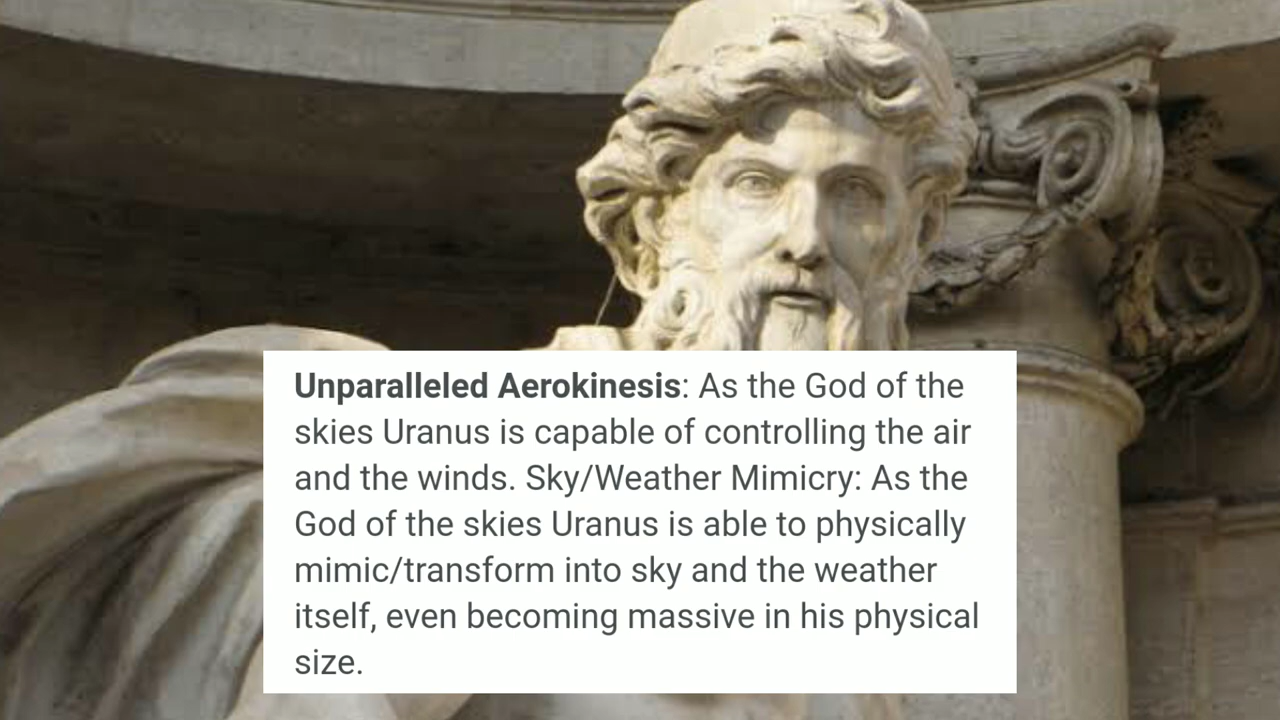 Unparalleled Aerokinesis: As the God of the
skies Uranus is capable of controlling the air
and the winds. Sky/Weather Mimicry: As the
God of the skies Uranus is able to physically
mimic/transform into sky and the weather
itself, even becoming massive in his physical
size.